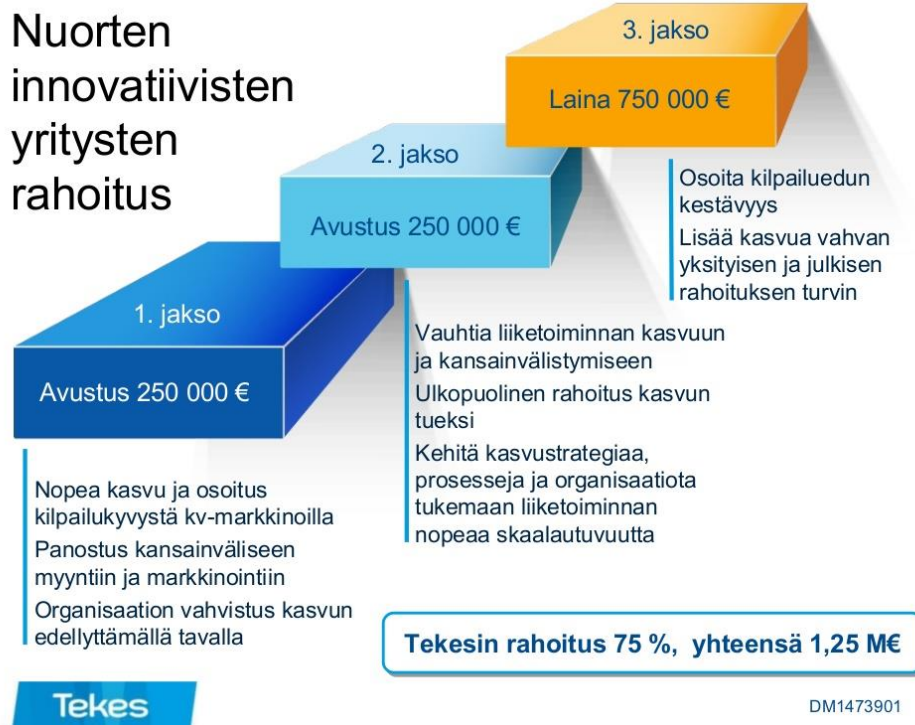 Nuorten
innovatiivisten
yritysten
rahoitus
1. jakso
Avustus 250 000 €
Nopea kasvu ja osoitus
kilpailukyvystä kv-markkinoilla
Panostus kansainväliseen
myyntiin ja markkinointiin
Organisaation vahvistus kasvun
edellyttämällä tavalla
2. jakso
Avustus 250 000 €
Vauhtia liiketoiminnan kasvuun
ja kansainvälistymiseen
Ulkopuolinen rahoitus kasvun
tueksi
Kehitä kasvustrategiaa,
prosesseja ja organisaatiota
tukemaan liiketoiminnan
nopeaa skaalautuvuutta
3. jakso
Laina 750 000 €
Osoita kilpailuedun
kestävyys
Lisää kasvua vahvan
yksityisen ja julkisen
rahoituksen turvin
Tekesin rahoitus 75 %, yhteensä 1,25 M€
Tekes
DM1473901